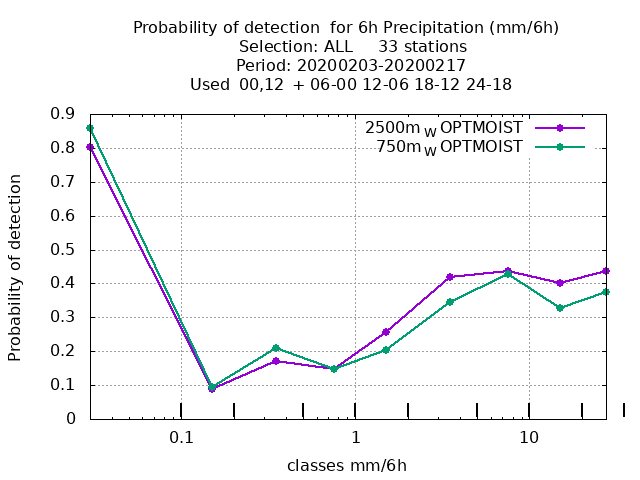 Probability of detection  for 6h Precipitation (mm/6h)
Selection: ALL     33 stations
Period: 20200203-20200217
Used  00,12  + 06-00 12-06 18-12 24-18
2500m W OPTMOIST
750m W OPTMOIST
Probability of detection
0.9
0.8
0.7
0.6
0.5
0.4
0.3
0.2
0.1
0
0.1 1 10
classes mm/6h